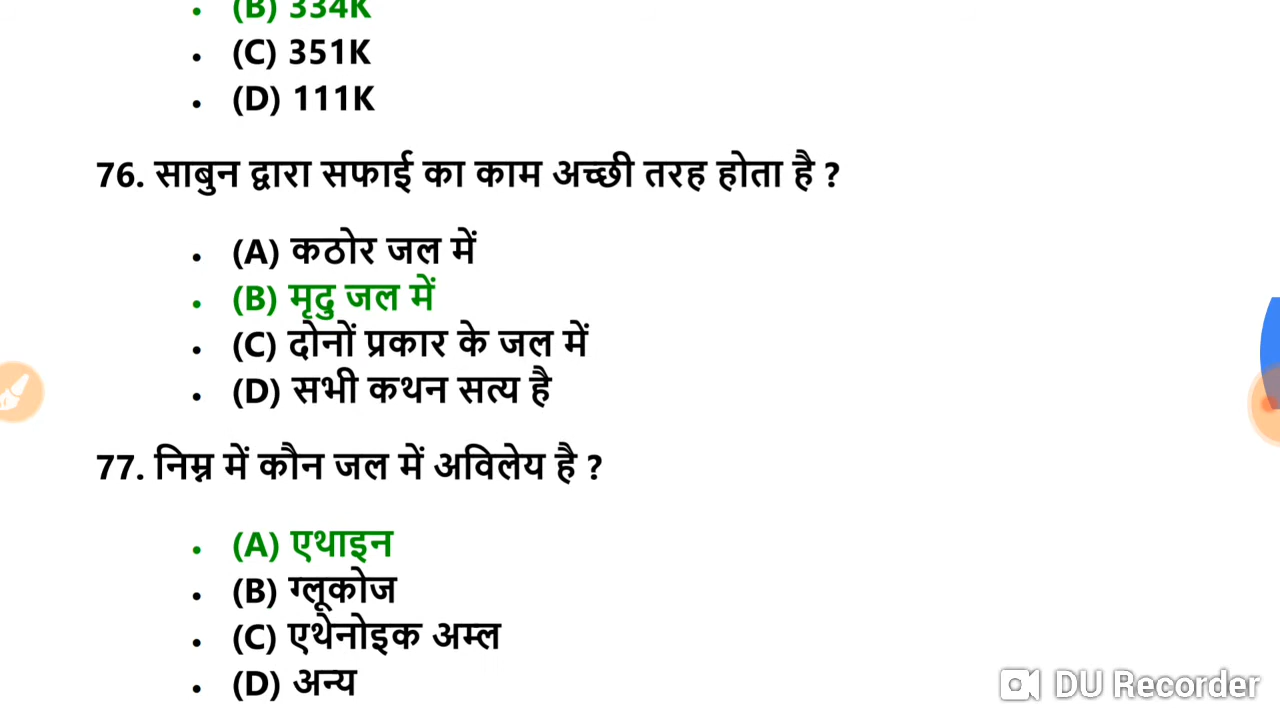 • (B) 334K
• (C) 351K
• (D) 111K
76. साबुन द्वारा सफाई का काम अच्छी तरह होता है ?
• (A) कठोर जल में
• (B) मृदु जल में
• (C) दोनों प्रकार के जल में
• (D) सभी कथन सत्य है
77. निम्न में कौन जल में अविलेय है ?
• (A) एथाइन
• (B) ग्लूकोज
• (C) एथेनोइक अम्ल
• (D) अन्य
DU Recorder